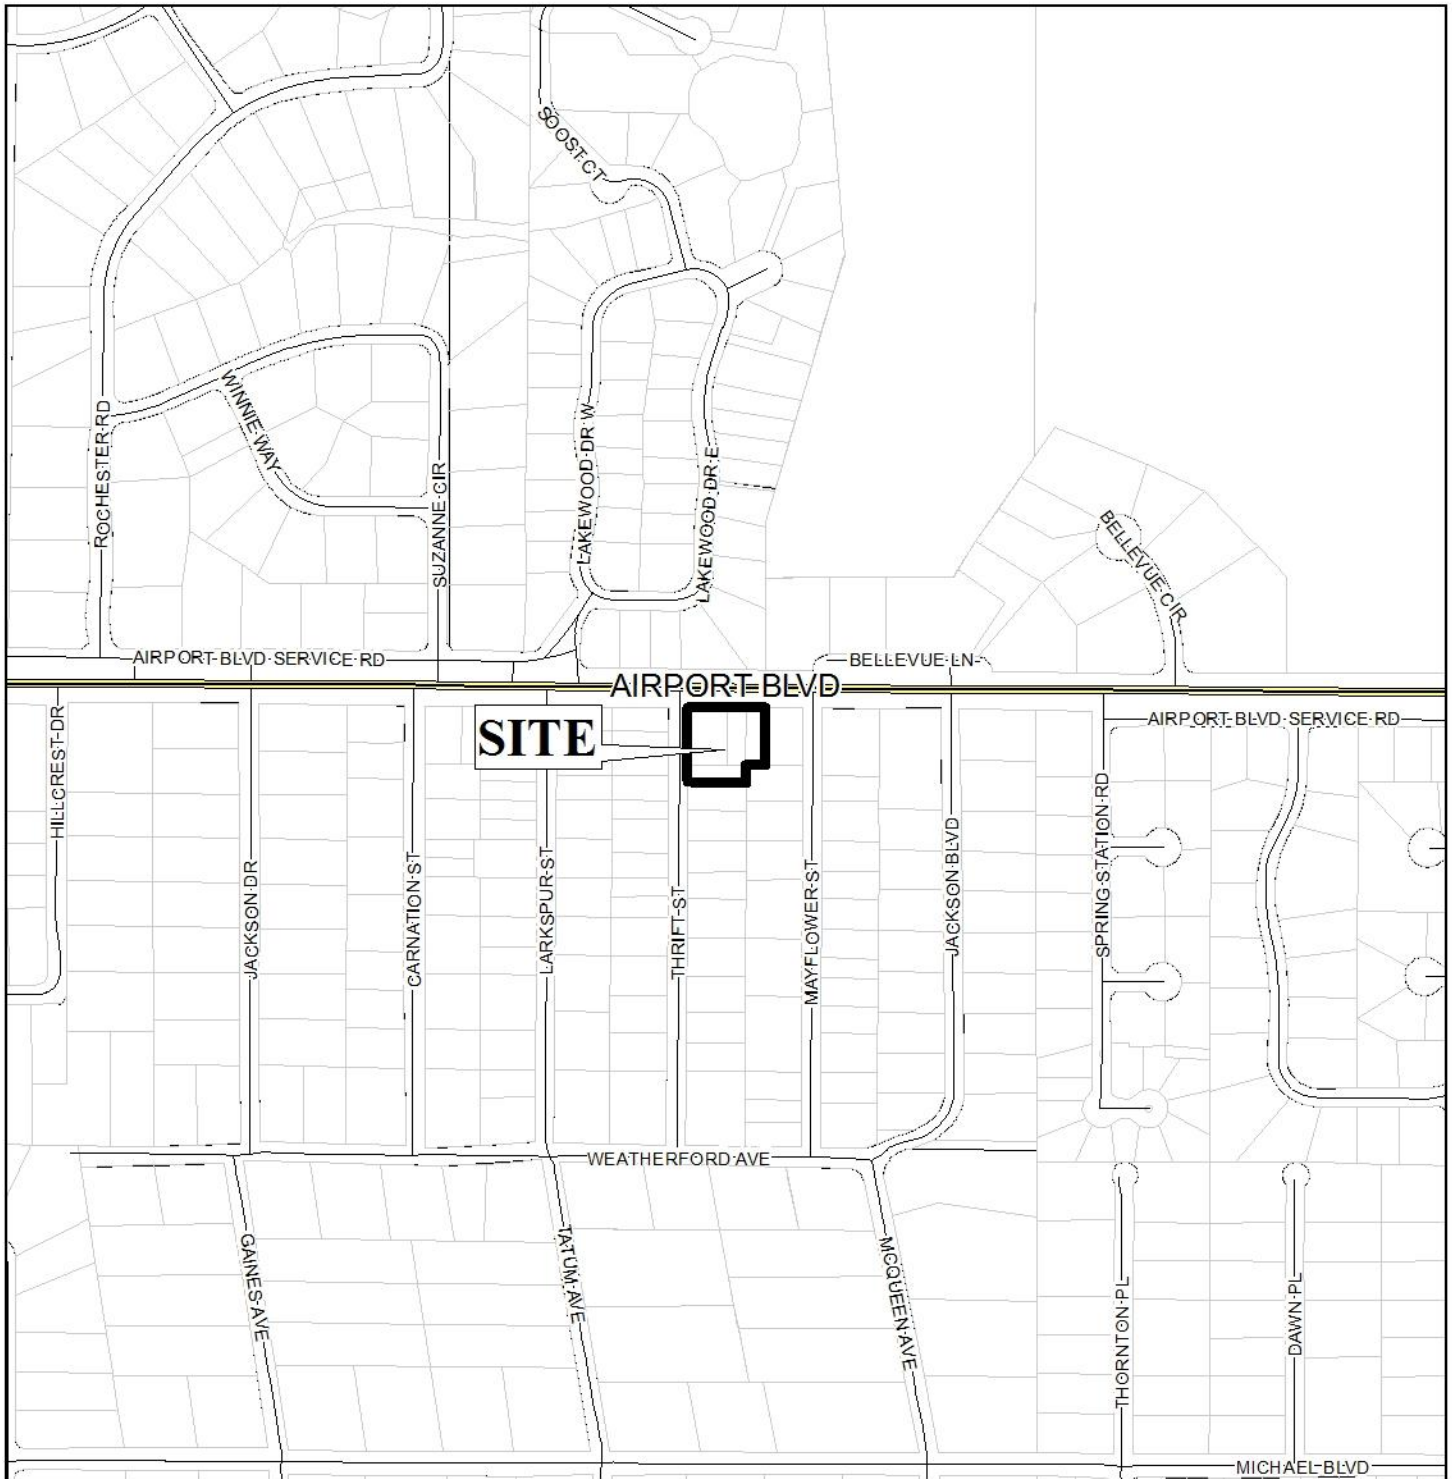 SOOST CT
ROCHESTER RD
WINNIE WAY
SUZANNE CIR
LAKEWOOD DR W
LAKEWOOD DR E
BELLEVUE CIR
AIRPORT BLVD SERVICE RD
BELLEVUE LN
AIRPORT BLVD
SITE
AIRPORT BLVD SERVICE RD
HILLCREST DR
JACKSON DR
CARNATION ST
LARKSPUR ST
THRIFT ST
MAYFLOWER ST
JACKSON BLVD
SPRING STATION RD
WEATHERFORD AVE
GAINES AVE
TATUM AVE
MCQUEEN AVE
THORNTON PL
DAWN PL
MICHAEL BLVD